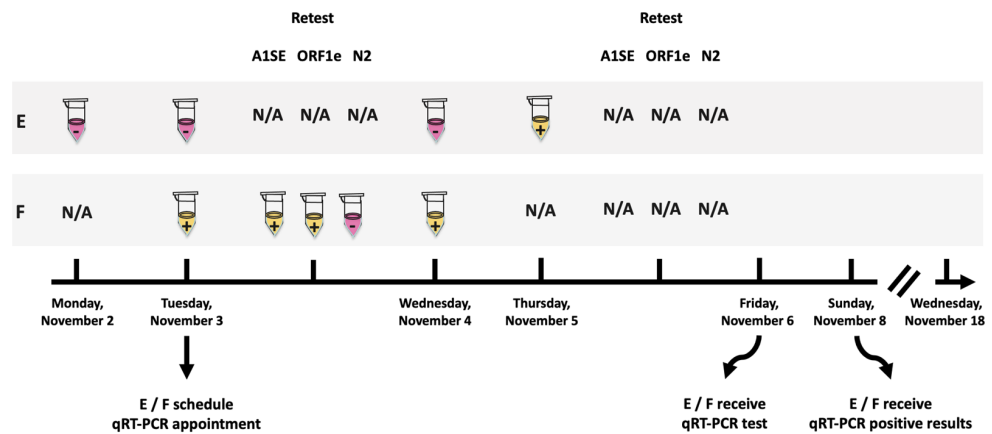 Retest Retest
A1SE ORF1e N2 A1SE ORF1e N2
E - - N/A N/A N/A - + N/A N/A N/A
F N/A + + + - + N/A N/A N/A N/A
Monday, Tuesday, Wednesday, Thursday, Friday, Sunday, Wednesday,
November 2 November 3 November 4 November 5 November 6 November 8 November 18
E / F schedule E / F receive E / F receive
qRT-PCR appointment qRT-PCR test qRT-PCR positive results